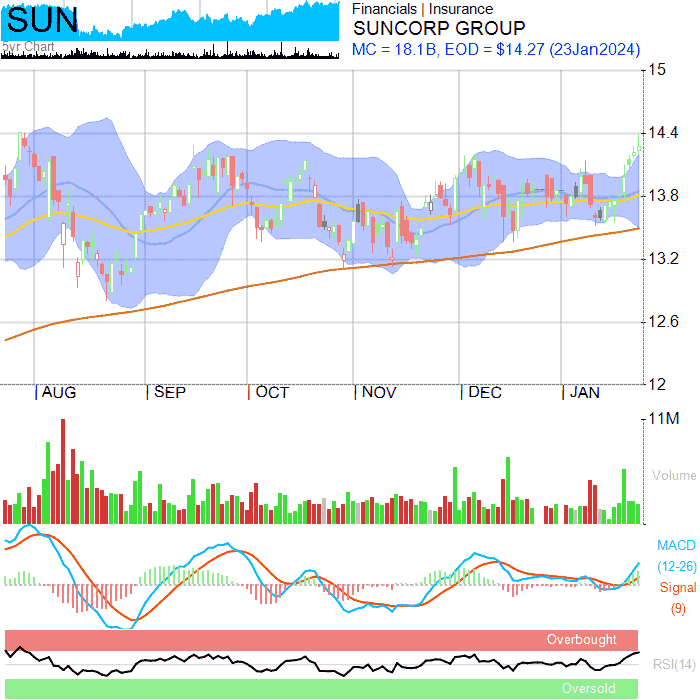 SUN
5yr Chart
Financials | Insurance
SUNCORP GROUP
MC = 18.1B, EOD = $14.27 (23Jan2024)
15
14.4
13.8
13.2
12.6
12
AUG SEP OCT NOV DEC JAN
11M
Volume
MACD
(12-26)
Signal
(9)
Overbought
RSI(14)
Oversold